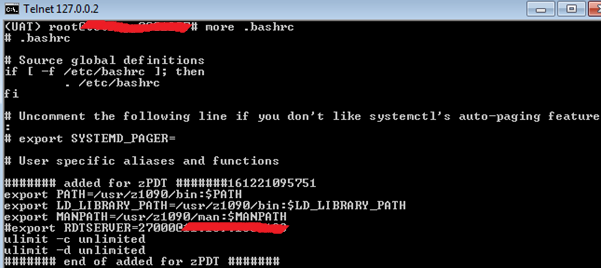 Telnet 127.0.0.2
(UAT) root@ # more .bashrc
# .bashrc
# Source global definitions
if [ -f /etc/bashrc ]; then
. /etc/bashrc
fi
# Uncomment the following line if you don't like systemctl's auto-paging feature
:
# export SYSTEMD_PAGER=
# User specific aliases and functions
####### added for zPDT #######161221095751
export PATH=/usr/z1090/bin:$PATH
export LD_LIBRARY_PATH=/usr/z1090/bin:$LD_LIBRARY_PATH
export MANPATH=/usr/z1090/man:$MANPATH
#export RDTSERVER=27000@
ulimit -c unlimited
ulimit -d unlimited
####### end of added for zPDT #######